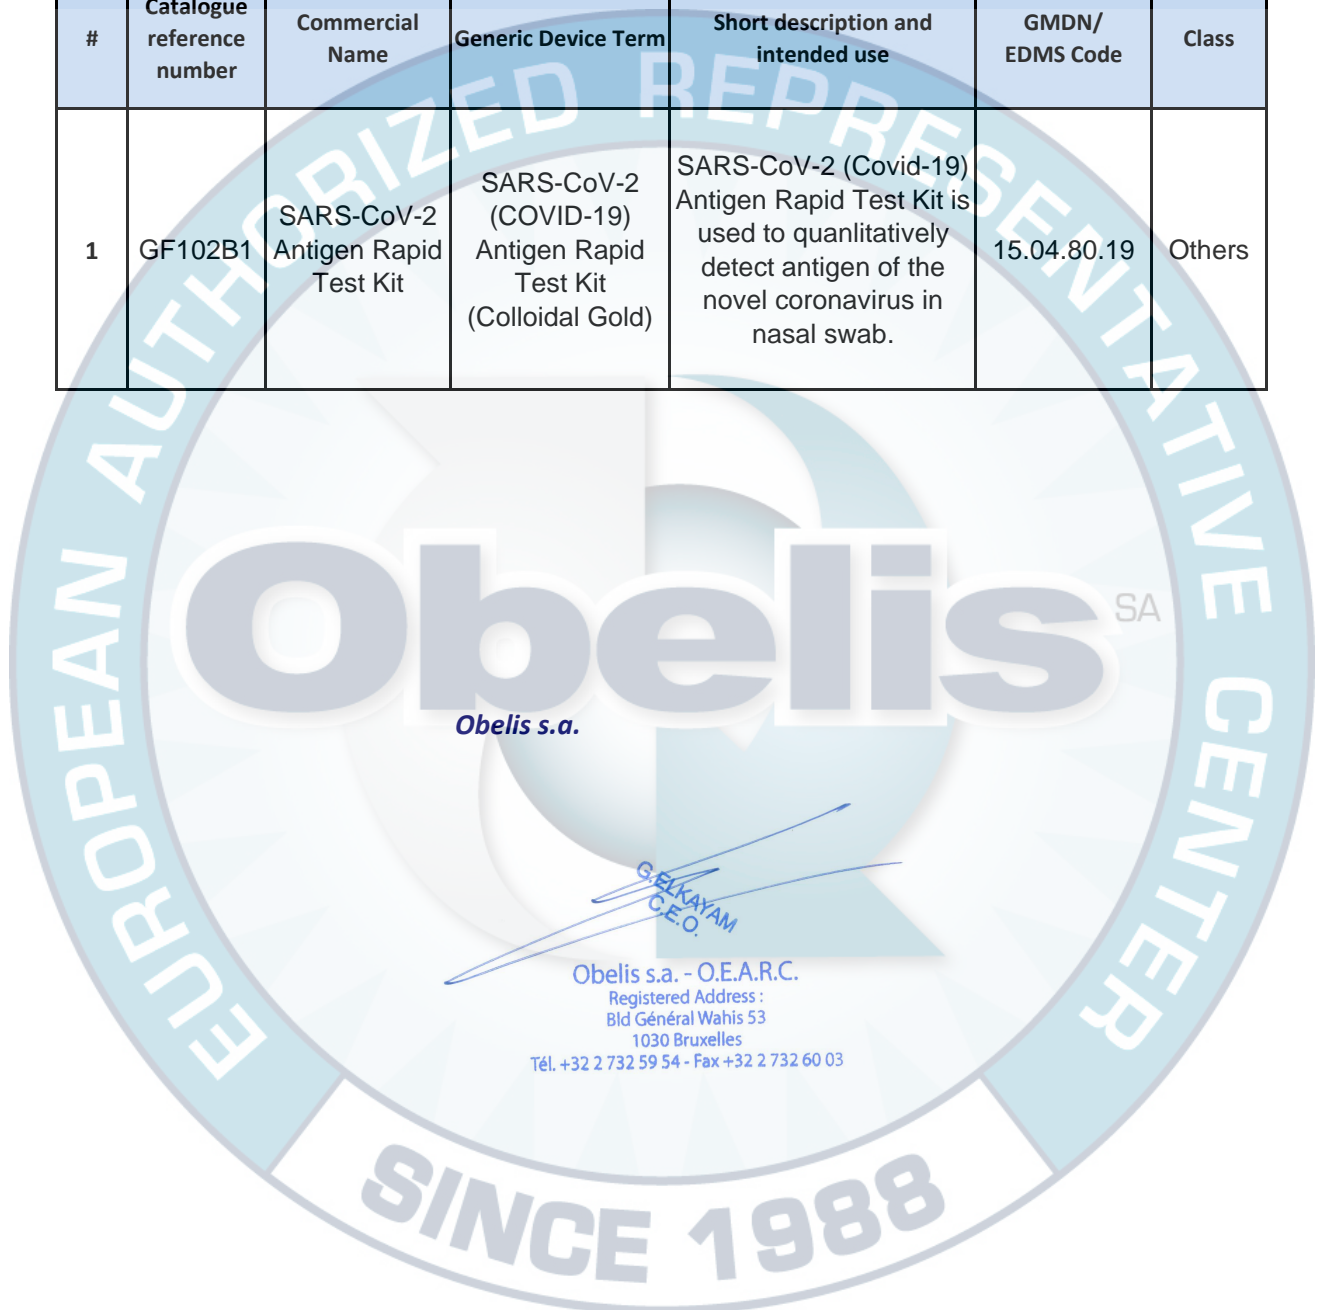 #
Catalogue
reference
number
Commercial
Name
Generic Device Term
Short description and
intended use
GMDN/
EDMS Code
Class
1
GF102B1
SARS-CoV-2
Antigen Rapid
Test Kit
SARS-CoV-2
(COVID-19)
Antigen Rapid
Test Kit
(Colloidal Gold)
SARS-CoV-2 (Covid-19)
Antigen Rapid Test Kit is
used to quanlitatively
detect antigen of the
novel coronavirus in
nasal swab.
15.04.80.19
Others
EUROPEAN AUTHORIZED REPRESENTATIVE CENTER
Obelis SA
Obelis s.a.
G.ELKAYAM
C.E.O.
Obelis s.a. - O.E.A.R.C.
Registered Address :
Bld Général Wahis 53
1030 Bruxelles
Tél. +32 2 732 59 54 - Fax +32 2 732 60 03
SINCE 1988